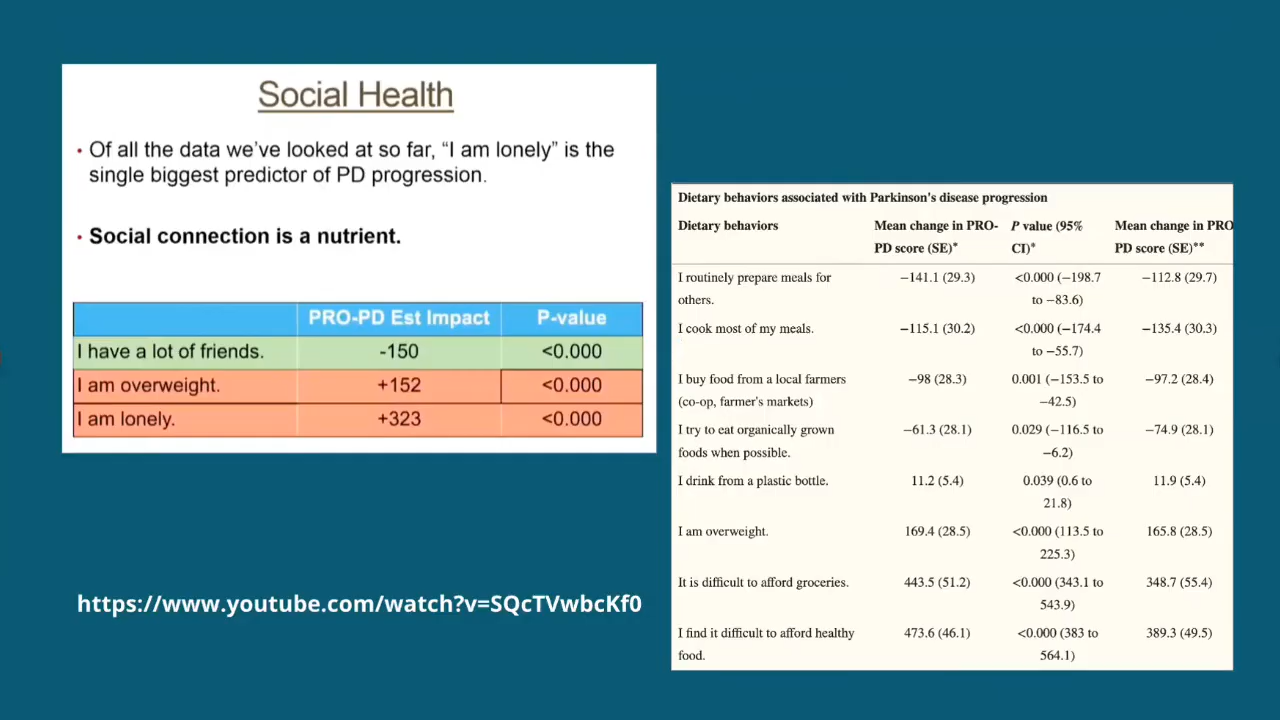 Social Health
• Of all the data we've looked at so far, “I am lonely” is the
single biggest predictor of PD progression.
• Social connection is a nutrient.
PRO-PD Est Impact P-value
I have a lot of friends. -150 <0.000
I am overweight. +152 <0.000
I am lonely. +323 <0.000
https://www.youtube.com/watch?v=SQcTVwbcKf0
Dietary behaviors associated with Parkinson's disease progression
Dietary behaviors Mean change in PRO- P value (95% Mean change in PRO
PD score (SE)* CI)* PD score (SE)**
I routinely prepare meals for −141.1 (29.3) <0.000 (−198.7 −112.8 (29.7)
others. to −83.6)
I cook most of my meals. −115.1 (30.2) <0.000 (−174.4 −135.4 (30.3)
to −55.7)
I buy food from a local farmers −98 (28.3) 0.001 (−153.5 to −97.2 (28.4)
(co-op, farmer's markets) −42.5)
I try to eat organically grown −61.3 (28.1) 0.029 (−116.5 to −74.9 (28.1)
foods when possible. −6.2)
I drink from a plastic bottle. 11.2 (5.4) 0.039 (0.6 to 11.9 (5.4)
21.8)
I am overweight. 169.4 (28.5) <0.000 (113.5 to 165.8 (28.5)
225.3)
It is difficult to afford groceries. 443.5 (51.2) <0.000 (343.1 to 348.7 (55.4)
543.9)
I find it difficult to afford healthy 473.6 (46.1) <0.000 (383 to 389.3 (49.5)
food. 564.1)